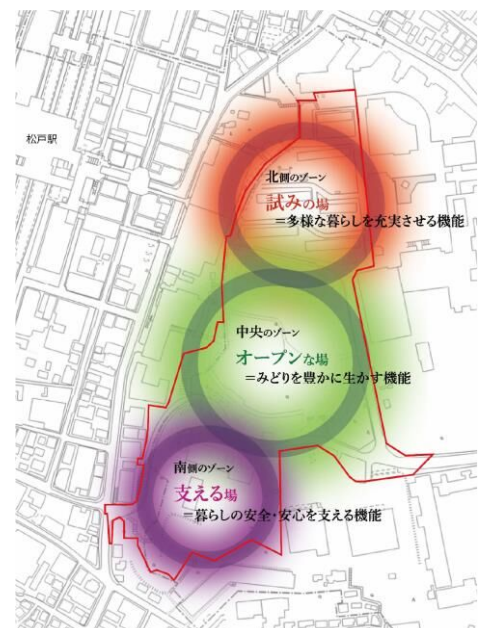 松戸駅
北側のゾーン
試みの場
=多様な暮らしを充実させる機能
中央のゾーン
オープンな場
=みどりを豊かに生かす機能
南側のゾーン
支える場
=暮らしの安全・安心を支える機能